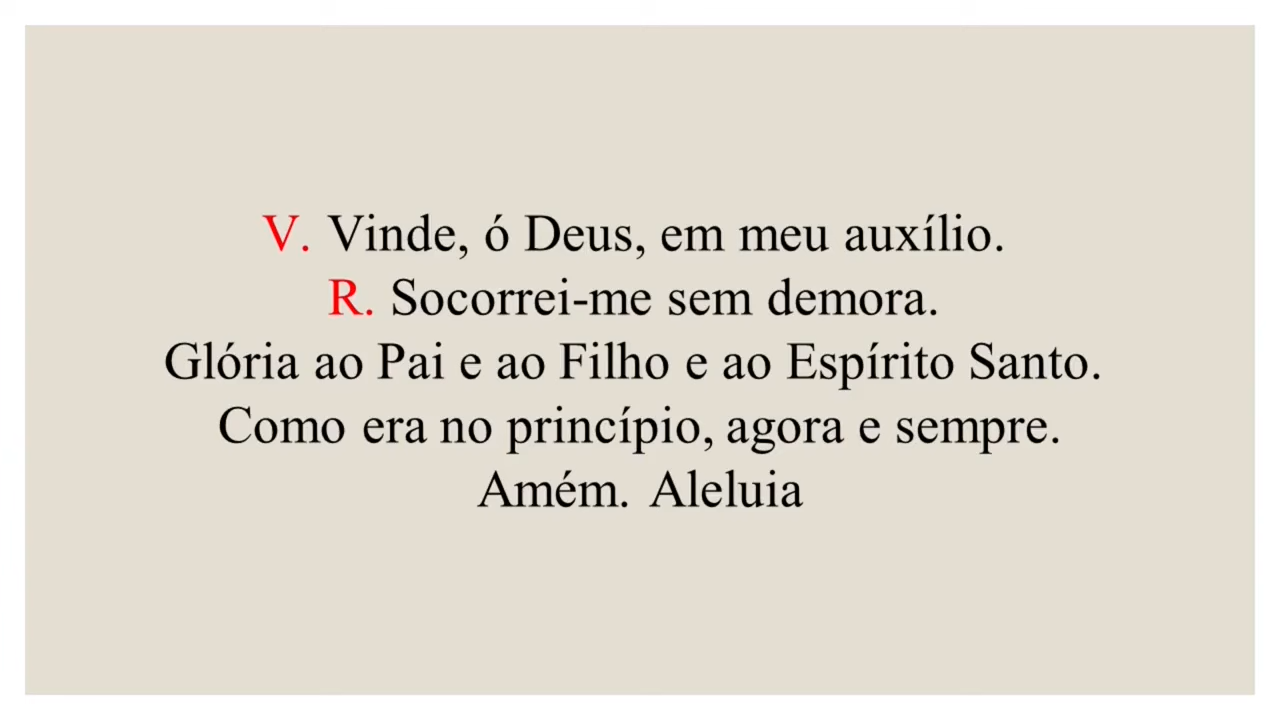 V. Vinde, ó Deus, em meu auxílio.
R. Socorrei-me sem demora.
Glória ao Pai e ao Filho e ao Espírito Santo.
Como era no princípio, agora e sempre.
Amém. Aleluia